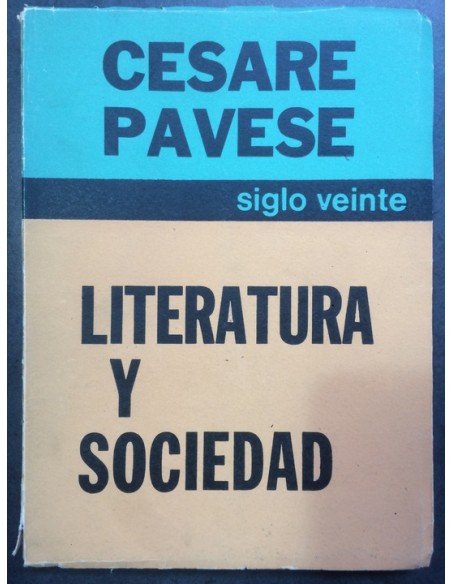 CESARE
PAVESE
siglo veinte
LITERATURA
Y
SOCIEDAD